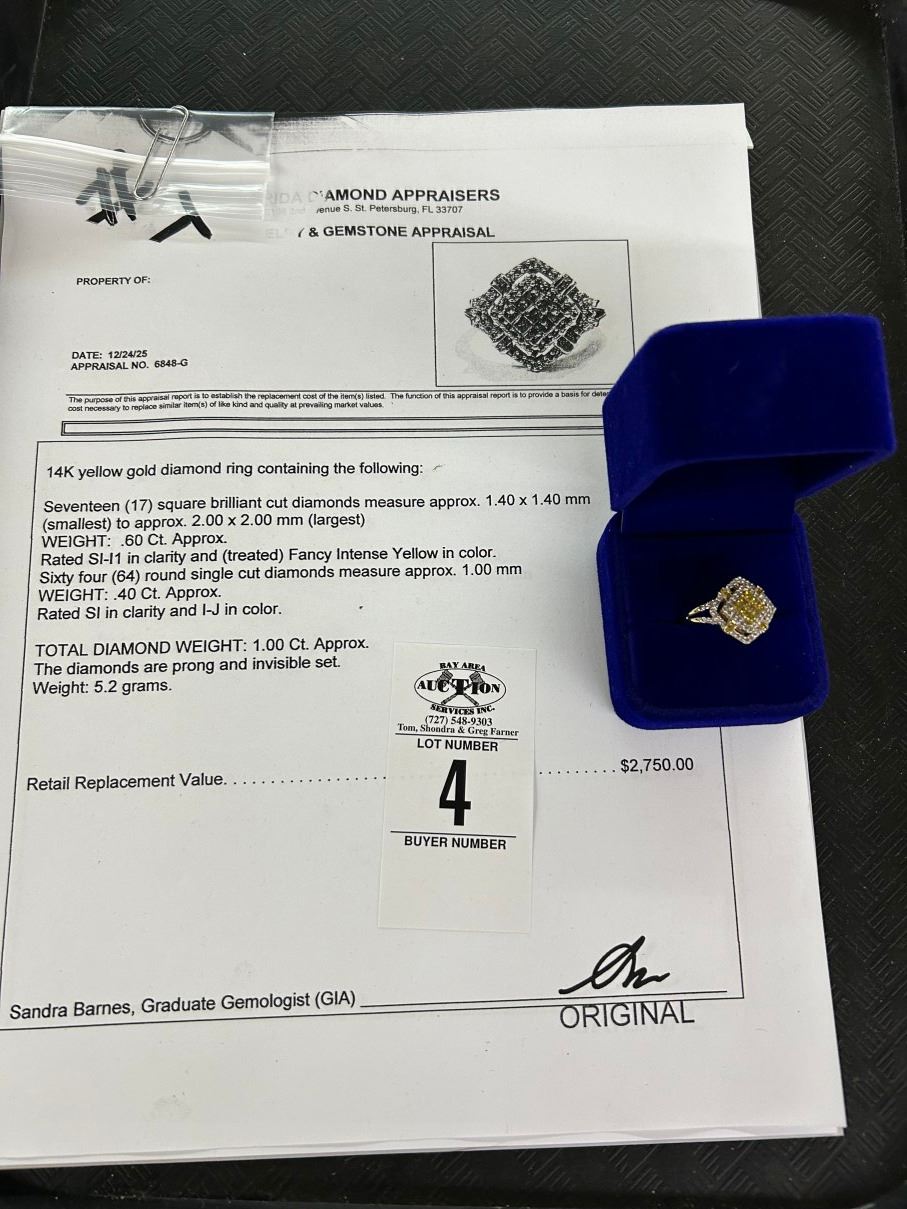 DIAMOND APPRAISERS
S. St. Petersburg, FL 33707
& GEMSTONE APPRAISAL
PROPERTY OF:
DATE: 12/24/25
APPRAISAL NO. 6848-G
The purpose of this appraisal report is to establish the replacement cost of the item(s) listed. The function of this appraisal report is to provide a basis for
cost necessary to replace similar item(s) of like kind and quality at prevailing market values.
14K yellow gold diamond ring containing the following:
Seventeen (17) square brilliant cut diamonds measure approx. 1.40 x 1.40 mm
(smallest) to approx. 2.00 x 2.00 mm (largest)
WEIGHT: .60 Ct. Approx.
Rated SI-I1 in clarity and (treated) Fancy Intense Yellow in color.
Sixty four (64) round single cut diamonds measure approx. 1.00 mm
WEIGHT: .40 Ct. Approx.
Rated SI in clarity and I-J in color.
TOTAL DIAMOND WEIGHT: 1.00 Ct. Approx.
The diamonds are prong and invisible set.
Weight: 5.2 grams.
BAY AREA
AUCTION
SERVICES INC.
(727) 548-9303
Tom, Shondra & Greg Farner
LOT NUMBER
4
BUYER NUMBER
Retail Replacement Value. . . . . . . . . . . . . . . . . . . . . . . . $2,750.00
Sandra Barnes, Graduate Gemologist (GIA)
ORIGINAL